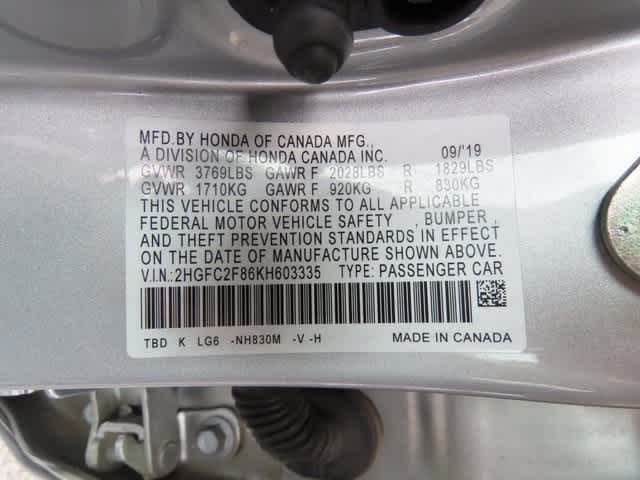 MFD.BY HONDA OF CANADA MFG.,
A DIVISION OF HONDA CANADA INC. 09/'19
GVWR 3769LBS GAWR F 2028LBS R 1829LBS
GVWR 1710KG GAWR F 920KG R 830KG
THIS VEHICLE CONFORMS TO ALL APPLICABLE
FEDERAL MOTOR VEHICLE SAFETY , BUMPER ,
AND THEFT PREVENTION STANDARDS IN EFFECT
ON THE DATE OF MANUFACTURE SHOWN ABOVE.
V.I.N.:2HGFC2F86KH603335 TYPE: PASSENGER CAR
TBD K LG6 -NH830M -V -H MADE IN CANADA